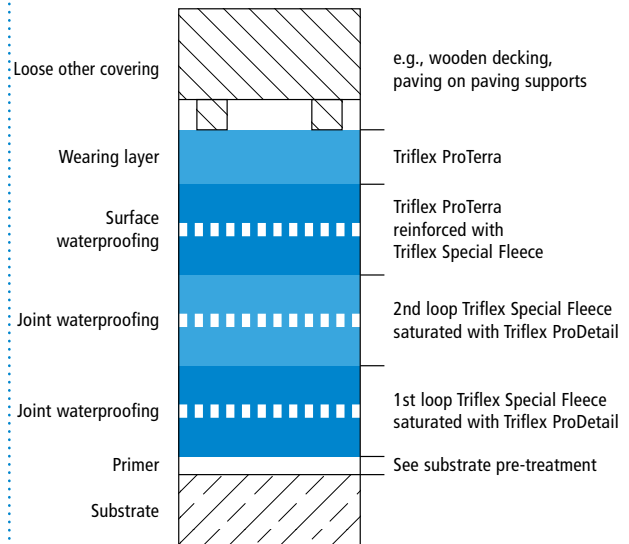 Loose other covering
e.g., wooden decking,
paving on paving supports
Wearing layer
Triflex ProTerra
Surface
waterproofing
Triflex ProTerra
reinforced with
Triflex Special Fleece
Joint waterproofing
2nd loop Triflex Special Fleece
saturated with Triflex ProDetail
Joint waterproofing
1st loop Triflex Special Fleece
saturated with Triflex ProDetail
Primer
See substrate pre-treatment
Substrate